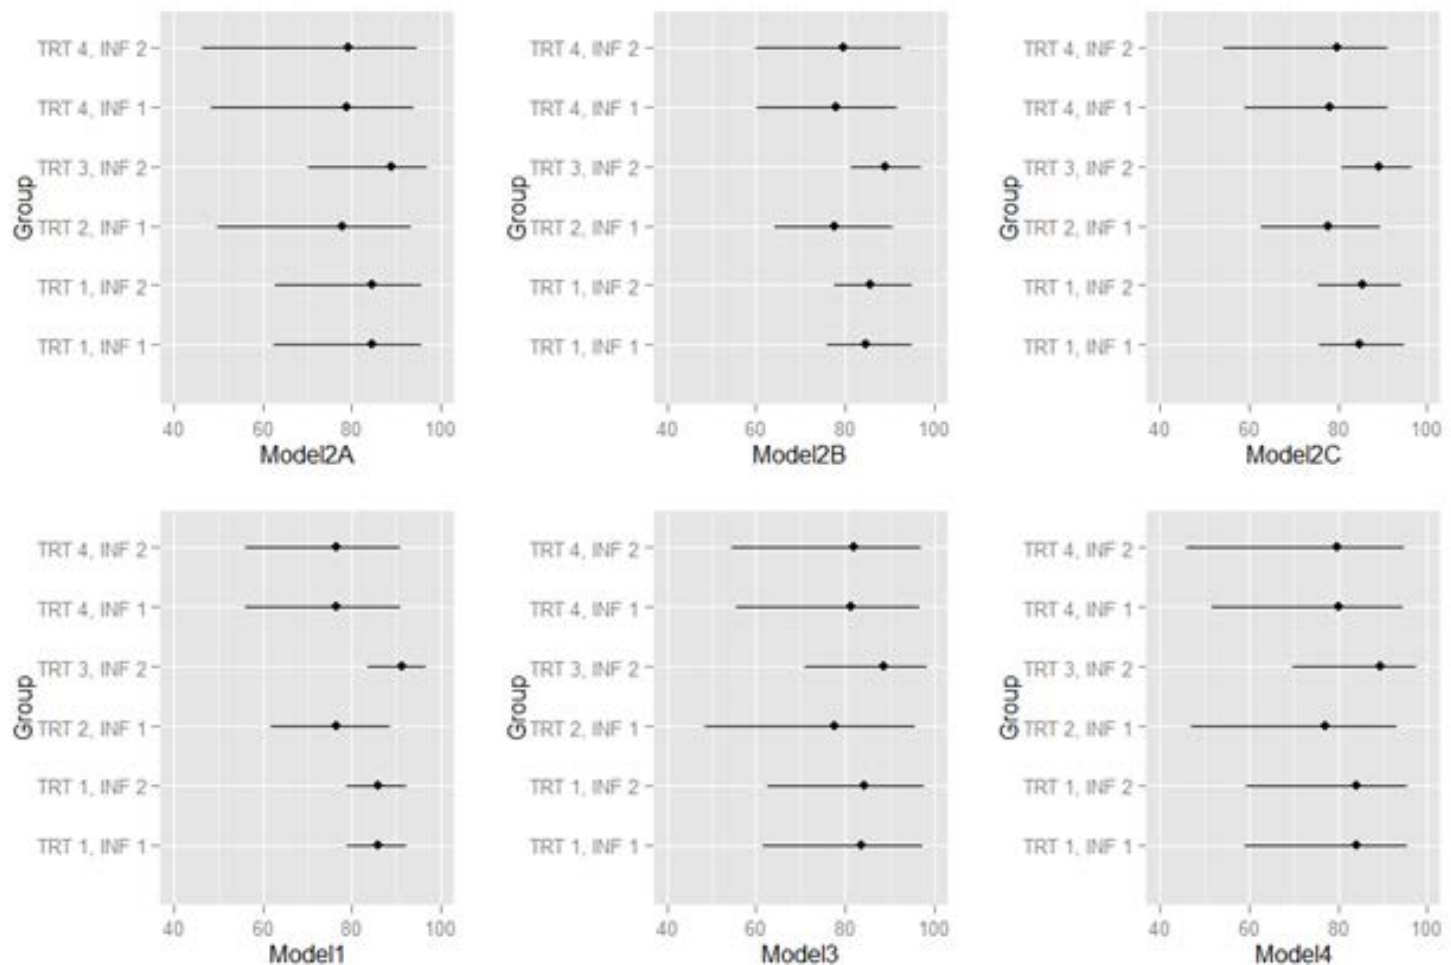 TRT 4, INF 2
TRT 4, INF 1
TRT 3, INF 2
TRT 2, INF 1
TRT 1, INF 2
TRT 1, INF 1
Group
40 60 80 100
Model2A
TRT 4, INF 2
TRT 4, INF 1
TRT 3, INF 2
TRT 2, INF 1
TRT 1, INF 2
TRT 1, INF 1
Group
40 60 80 100
Model2B
TRT 4, INF 2
TRT 4, INF 1
TRT 3, INF 2
TRT 2, INF 1
TRT 1, INF 2
TRT 1, INF 1
Group
40 60 80 100
Model2C
TRT 4, INF 2
TRT 4, INF 1
TRT 3, INF 2
TRT 2, INF 1
TRT 1, INF 2
TRT 1, INF 1
Group
40 60 80 100
Model1
TRT 4, INF 2
TRT 4, INF 1
TRT 3, INF 2
TRT 2, INF 1
TRT 1, INF 2
TRT 1, INF 1
Group
40 60 80 100
Model3
TRT 4, INF 2
TRT 4, INF 1
TRT 3, INF 2
TRT 2, INF 1
TRT 1, INF 2
TRT 1, INF 1
Group
40 60 80 100
Model4